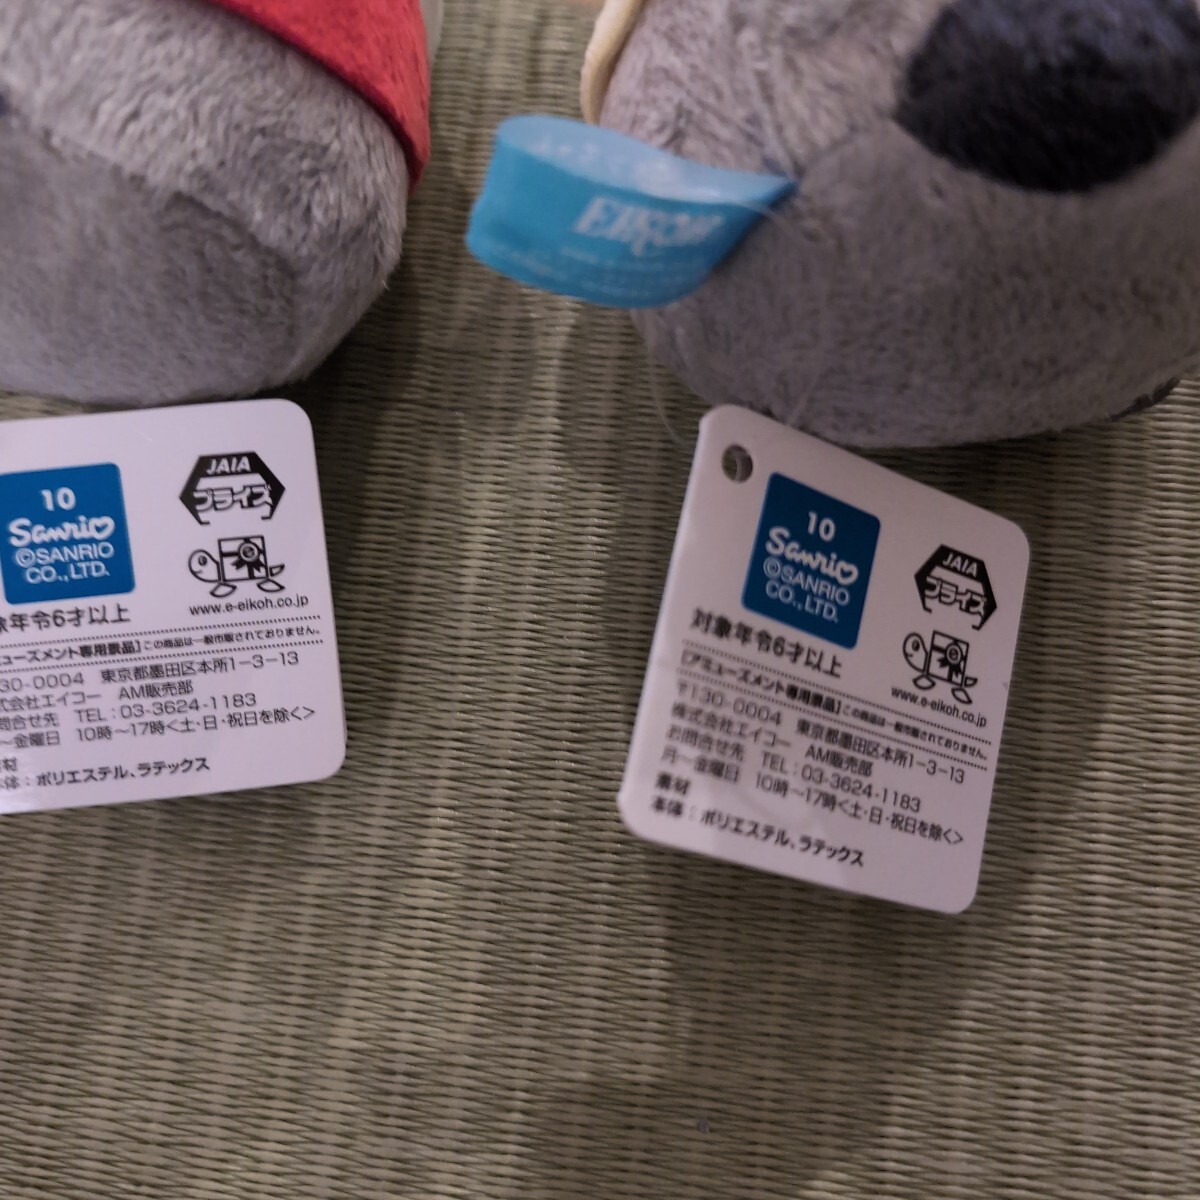 EIKOH
10
Sanrio
©SANRIO
CO.,LTD.
JAIA
プライズ
www.e-eikoh.co.jp
象年令6才以上
ミューズメント専用景品]この商品は一般市販されておりません。
30-0004 東京都墨田区本所1-3-13
式会社エイコー AM販売部
問合せ先 TEL:03-3624-1183
～金曜日 10時～17時<土・日・祝日を除く>
素材
本体:ポリエステル、ラテックス
10
Sanrio
©SANRIO
CO.,LTD.
JAIA
プライズ
www.e-eikoh.co.jp
対象年令6才以上
[アミューズメント専用景品]この商品は一般市販されておりません。
〒130-0004 東京都墨田区本所1-3-13
株式会社エイコー AM販売部
お問合せ先 TEL:03-3624-1183
月～金曜日 10時～17時<土・日・祝日を除く>
素材
本体:ポリエステル、ラテックス